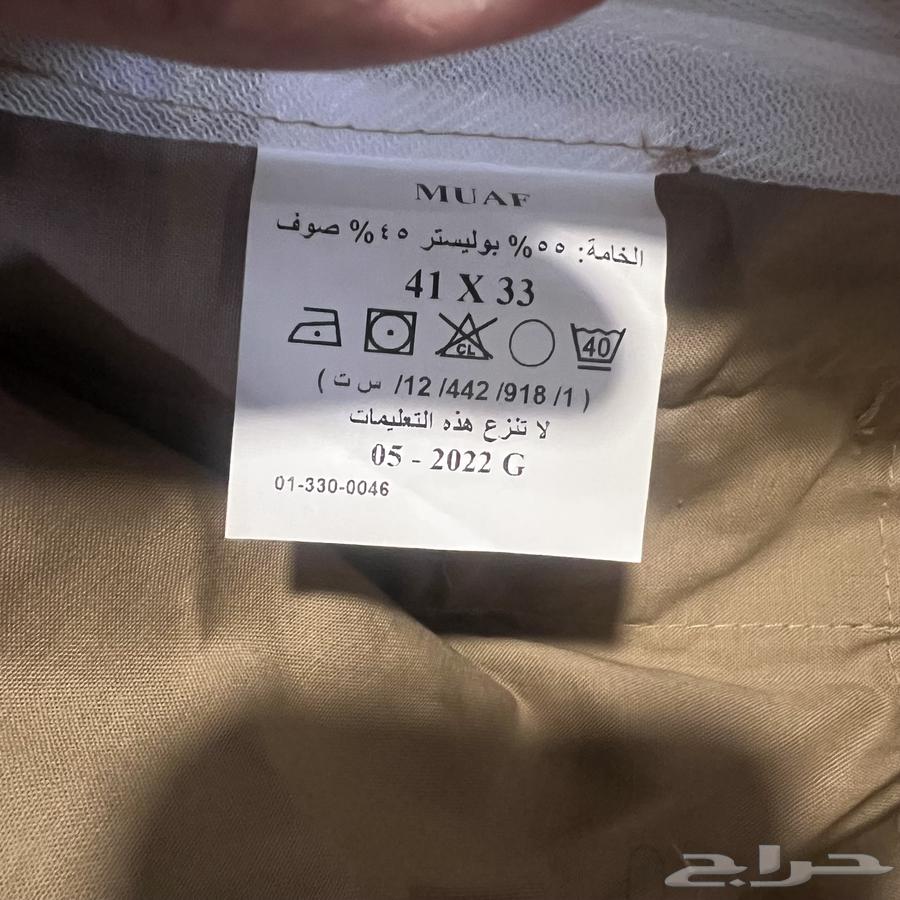 MUAF
الخامة: ٥٥% بوليستر ٤٥% صوف
41 X 33
CL 40
( 1/ 918/ 442/ 12/ س ت )
لا تنزع هذه التعليمات
05 - 2022 G
01-330-0046
حراج